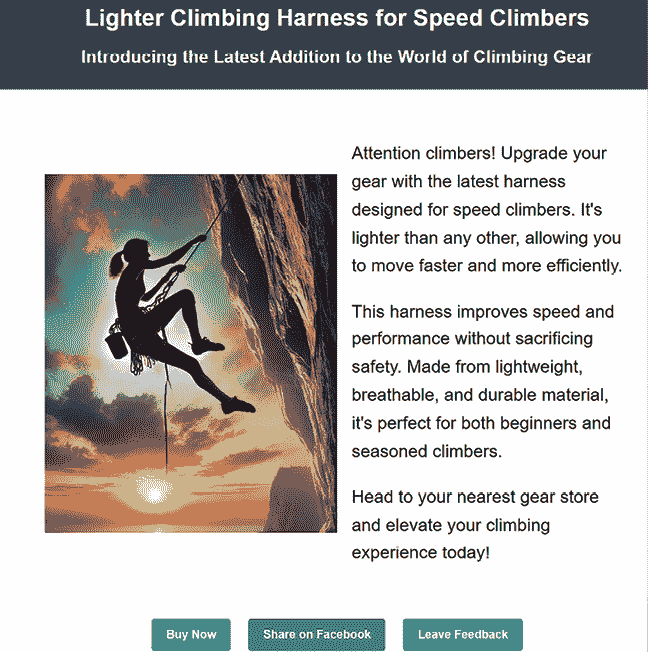 Lighter Climbing Harness for Speed Climbers
Introducing the Latest Addition to the World of Climbing Gear
Attention climbers! Upgrade your
gear with the latest harness
designed for speed climbers. It's
lighter than any other, allowing you
to move faster and more efficiently.
This harness improves speed and
performance without sacrificing
safety. Made from lightweight,
breathable, and durable material,
it's perfect for both beginners and
seasoned climbers.
Head to your nearest gear store
and elevate your climbing
experience today!
Buy Now
Share on Facebook
Leave Feedback